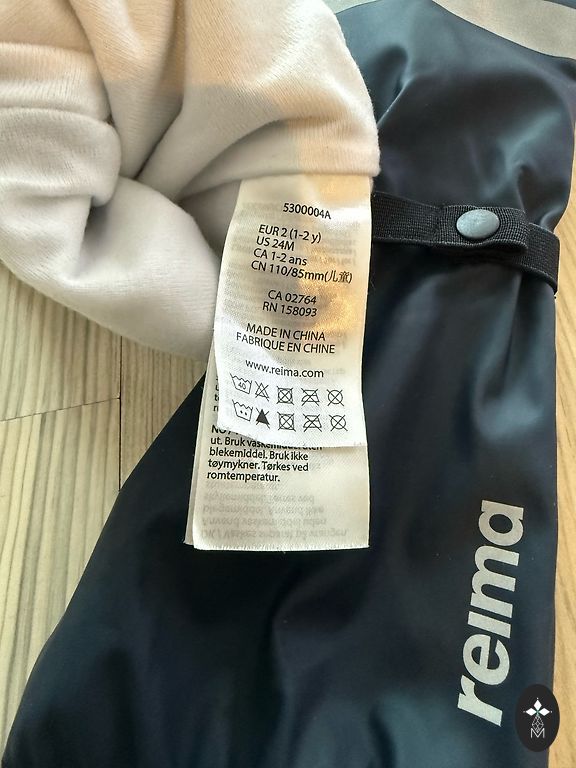 5300004A
EUR 2 (1-2 y)
US 24M
CA 1-2 ans
CN 110/85mm(儿童)
CA 02764
RN 158093
MADE IN CHINA
FABRIQUE EN CHINE
www.reima.com
40
ut. Bruk
blekemiddel. Bruk ikke
tøymykner. Tørkes ved
romtemperatur.
reima
M